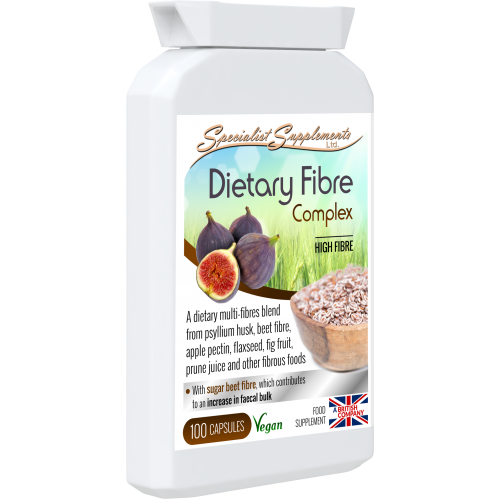 Specialist Supplements
Ltd.
Dietary Fibre
Complex
HIGH FIBRE
A dietary multi-fibres blend
from psyllium husk, beet fibre,
apple pectin, flaxseed, fig fruit,
prune juice and other fibrous foods
• With sugar beet fibre, which contributes
to an increase in faecal bulk
100 CAPSULES
Vegan
FOOD
SUPPLEMENT
A BRITISH
COMPANY